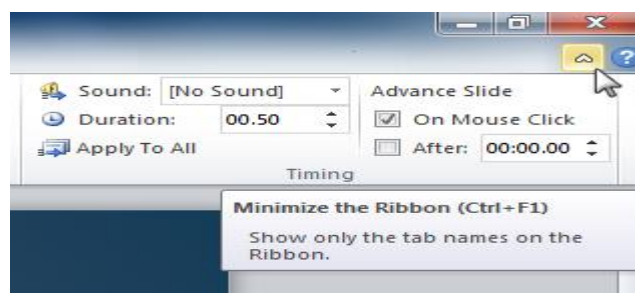 Sound: [No Sound]
Advance Slide
Duration: 00.50
On Mouse Click
Apply To All
After: 00:00.00
Timing
Minimize the Ribbon (Ctrl+F1)
Show only the tab names on the
Ribbon.